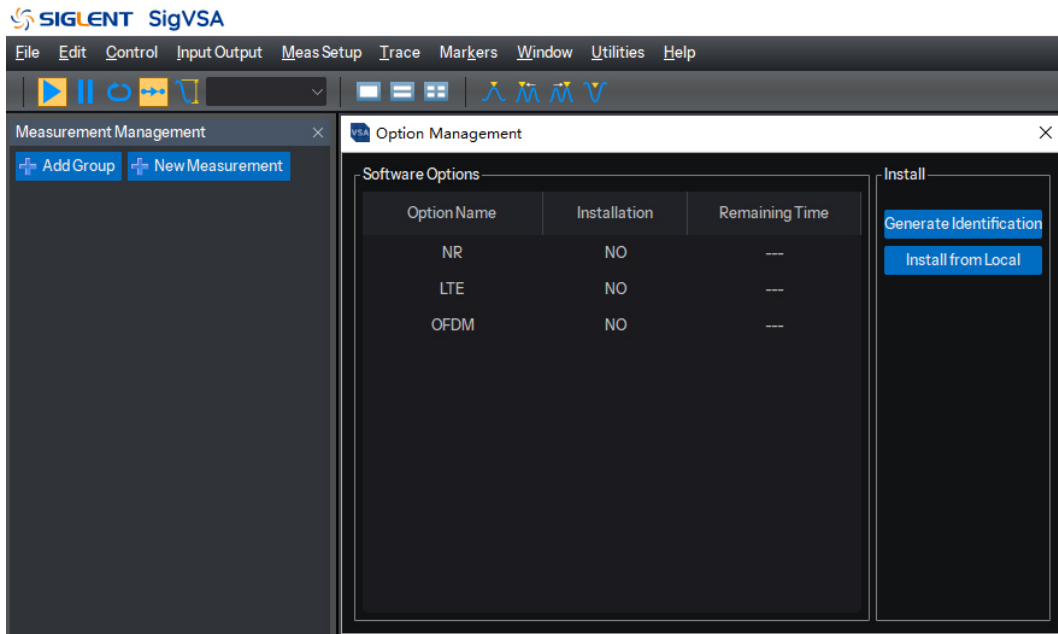 SIGLENT SigVSA
File Edit Control Input Output Meas Setup Trace Markers Window Utilities Help
Measurement Management
Add Group New Measurement
VSA Option Management
Software Options
Option Name Installation Remaining Time
NR NO ---
LTE NO ---
OFDM NO ---
Install
Generate Identification
Install from Local